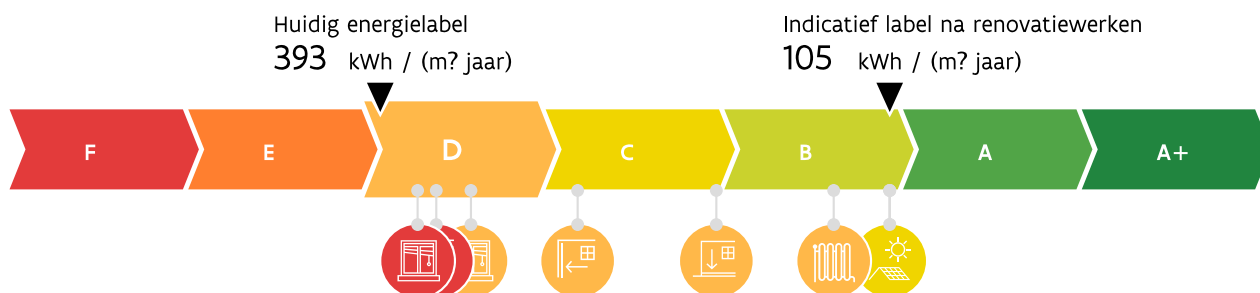 Huidig energielabel
393 kWh / (m? jaar)
Indicatief label na renovatiewerken
105 kWh / (m? jaar)
F E D C B A A+